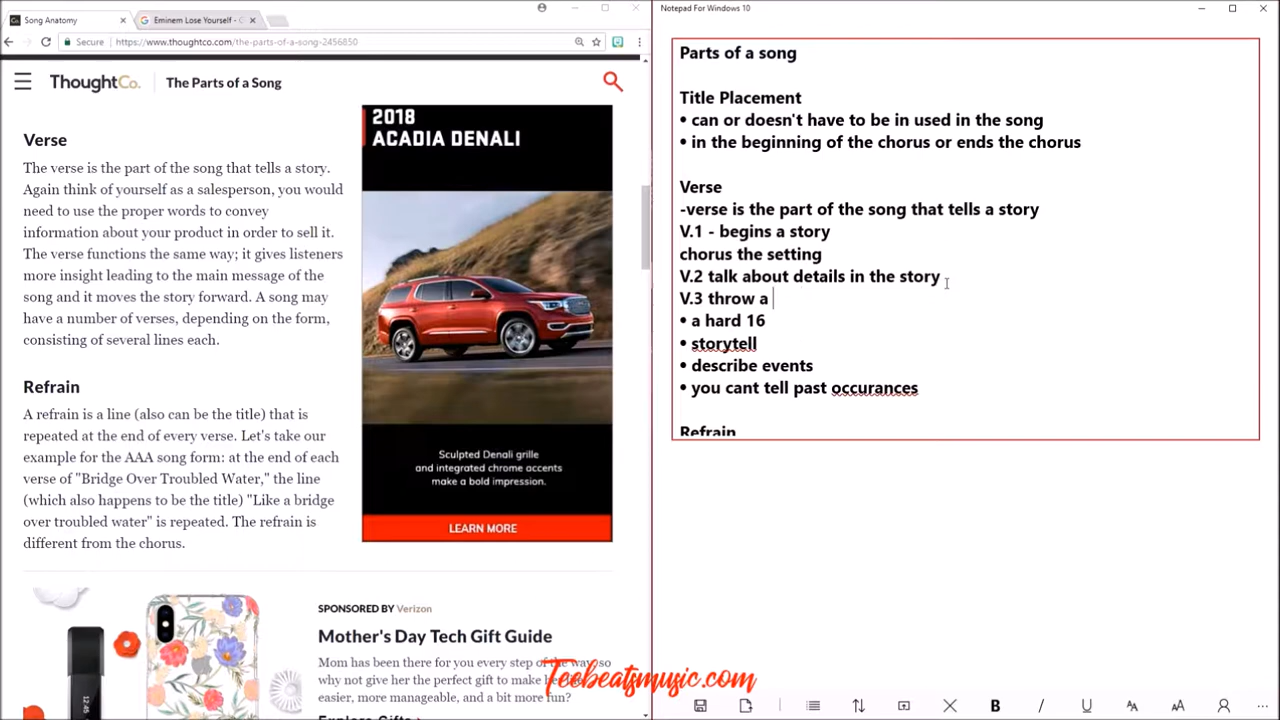 Song Anatomy
Eminem Lose Yourself - G
Secure
https://www.thoughtco.com/the-parts-of-a-song-2456850
ThoughtCo.
The Parts of a Song
Verse
The verse is the part of the song that tells a story.
Again think of yourself as a salesperson, you would
need to use the proper words to convey
information about your product in order to sell it.
The verse functions the same way; it gives listeners
more insight leading to the main message of the
song and it moves the story forward. A song may
have a number of verses, depending on the form,
consisting of several lines each.
Refrain
A refrain is a line (also can be the title) that is
repeated at the end of every verse. Let's take our
example for the AAA song form: at the end of each
verse of "Bridge Over Troubled Water," the line
(which also happens to be the title) "Like a bridge
over troubled water" is repeated. The refrain is
different from the chorus.
2018
ACADIA DENALI
Sculpted Denali grille
and integrated chrome accents
make a bold impression.
LEARN MORE
12:45
SPONSORED BY Verizon
Mother's Day Tech Gift Guide
Mom has been there for you every step of the way, so
why not give her the perfect gift to make her life
easier, more manageable, and a bit more fun?
Explore Gifts
Notepad For Windows 10
Parts of a song
Title Placement
• can or doesn't have to be in used in the song
• in the beginning of the chorus or ends the chorus
Verse
-verse is the part of the song that tells a story
V.1 - begins a story
chorus the setting
V.2 talk about details in the story
V.3 throw a
• a hard 16
• storytell
• describe events
• you cant tell past occurances
Refrain
B
I
U
AA
AA
Teebeatsmusic.com